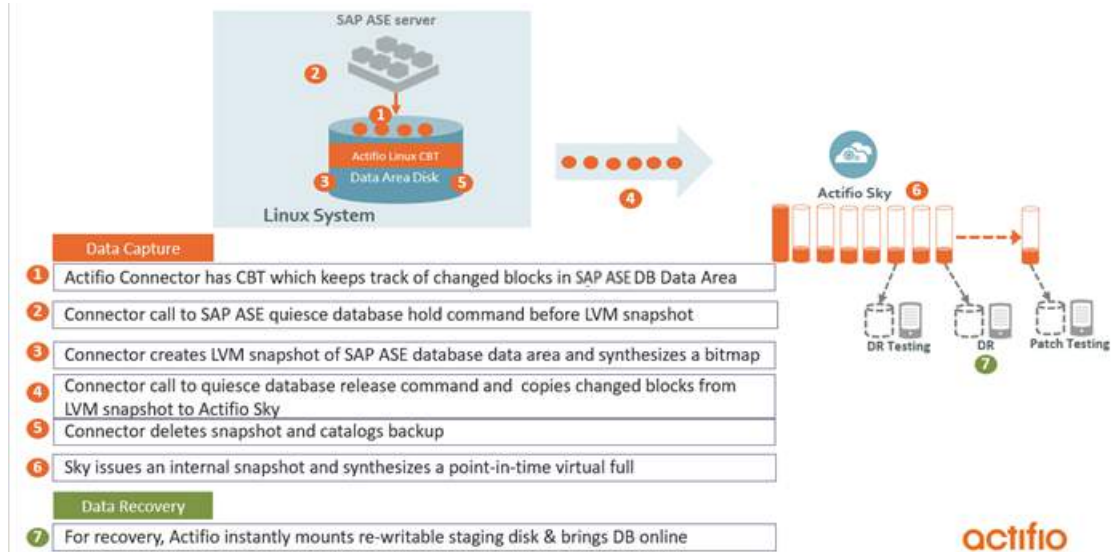 SAP ASE server
2
1
Actifio Linux CBT
3
Data Area Disk
5
Linux System
4
Actifio Sky
6
DR Testing
DR
Patch Testing
7
Data Capture
1 Actifio Connector has CBT which keeps track of changed blocks in SAP ASE DB Data Area
2 Connector call to SAP ASE quiesce database hold command before LVM snapshot
3 Connector creates LVM snapshot of SAP ASE database data area and synthesizes a bitmap
4 Connector call to quiesce database release command and copies changed blocks from
LVM snapshot to Actifio Sky
5 Connector deletes snapshot and catalogs backup
6 Sky issues an internal snapshot and synthesizes a point-in-time virtual full
Data Recovery
7 For recovery, Actifio instantly mounts re-writable staging disk & brings DB online
actifio